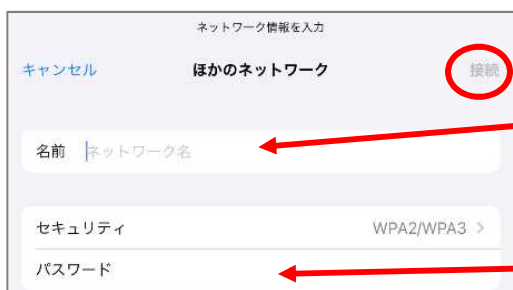 ネットワーク情報を入力
キャンセル ほかのネットワーク 接続
名前 ネットワーク名
セキュリティ WPA2/WPA3 >
パスワード